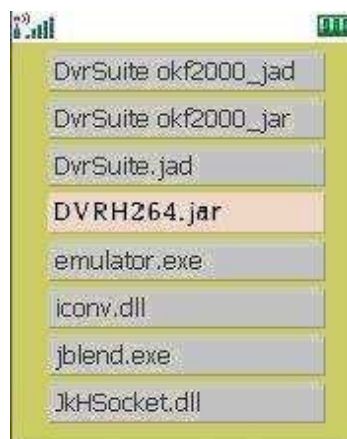 DvrSuite okf2000_jad
DvrSuite okf2000_jar
DvrSuite.jad
DVRH264.jar
emulator.exe
iconv.dll
jblend.exe
JkHSocket.dll